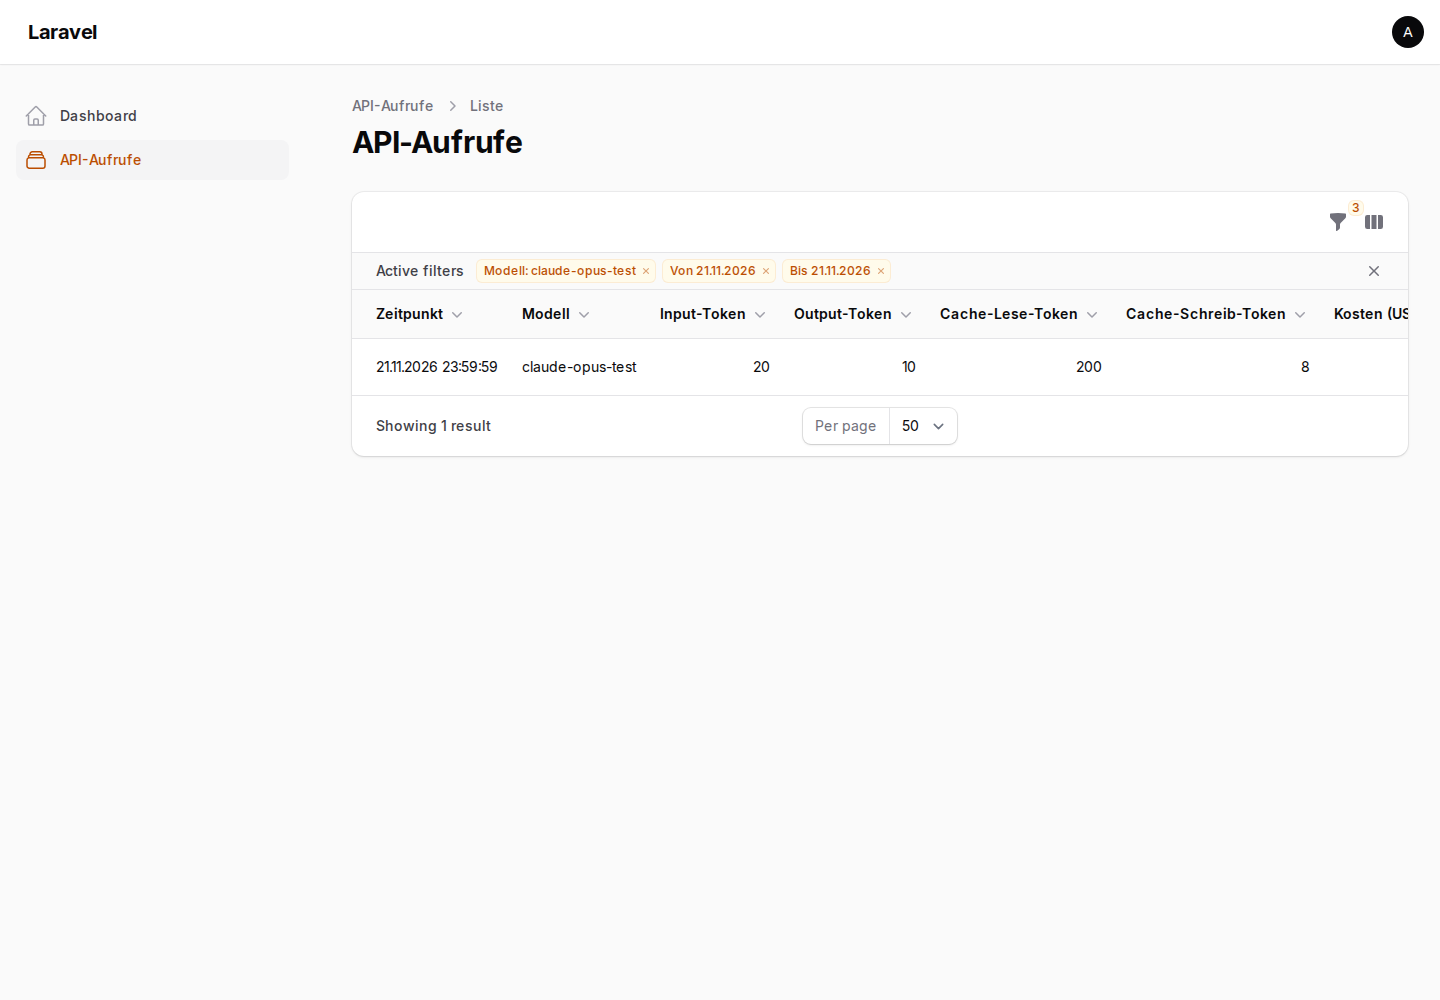 Laravel
A
Dashboard
API-Aufrufe
API-Aufrufe > Liste
API-Aufrufe
3
Active filters Modell: claude-opus-test × Von 21.11.2026 × Bis 21.11.2026 ×
Zeitpunkt Modell Input-Token Output-Token Cache-Lese-Token Cache-Schreib-Token Kosten (US
21.11.2026 23:59:59 claude-opus-test 20 10 200 8
Showing 1 result Per page 50